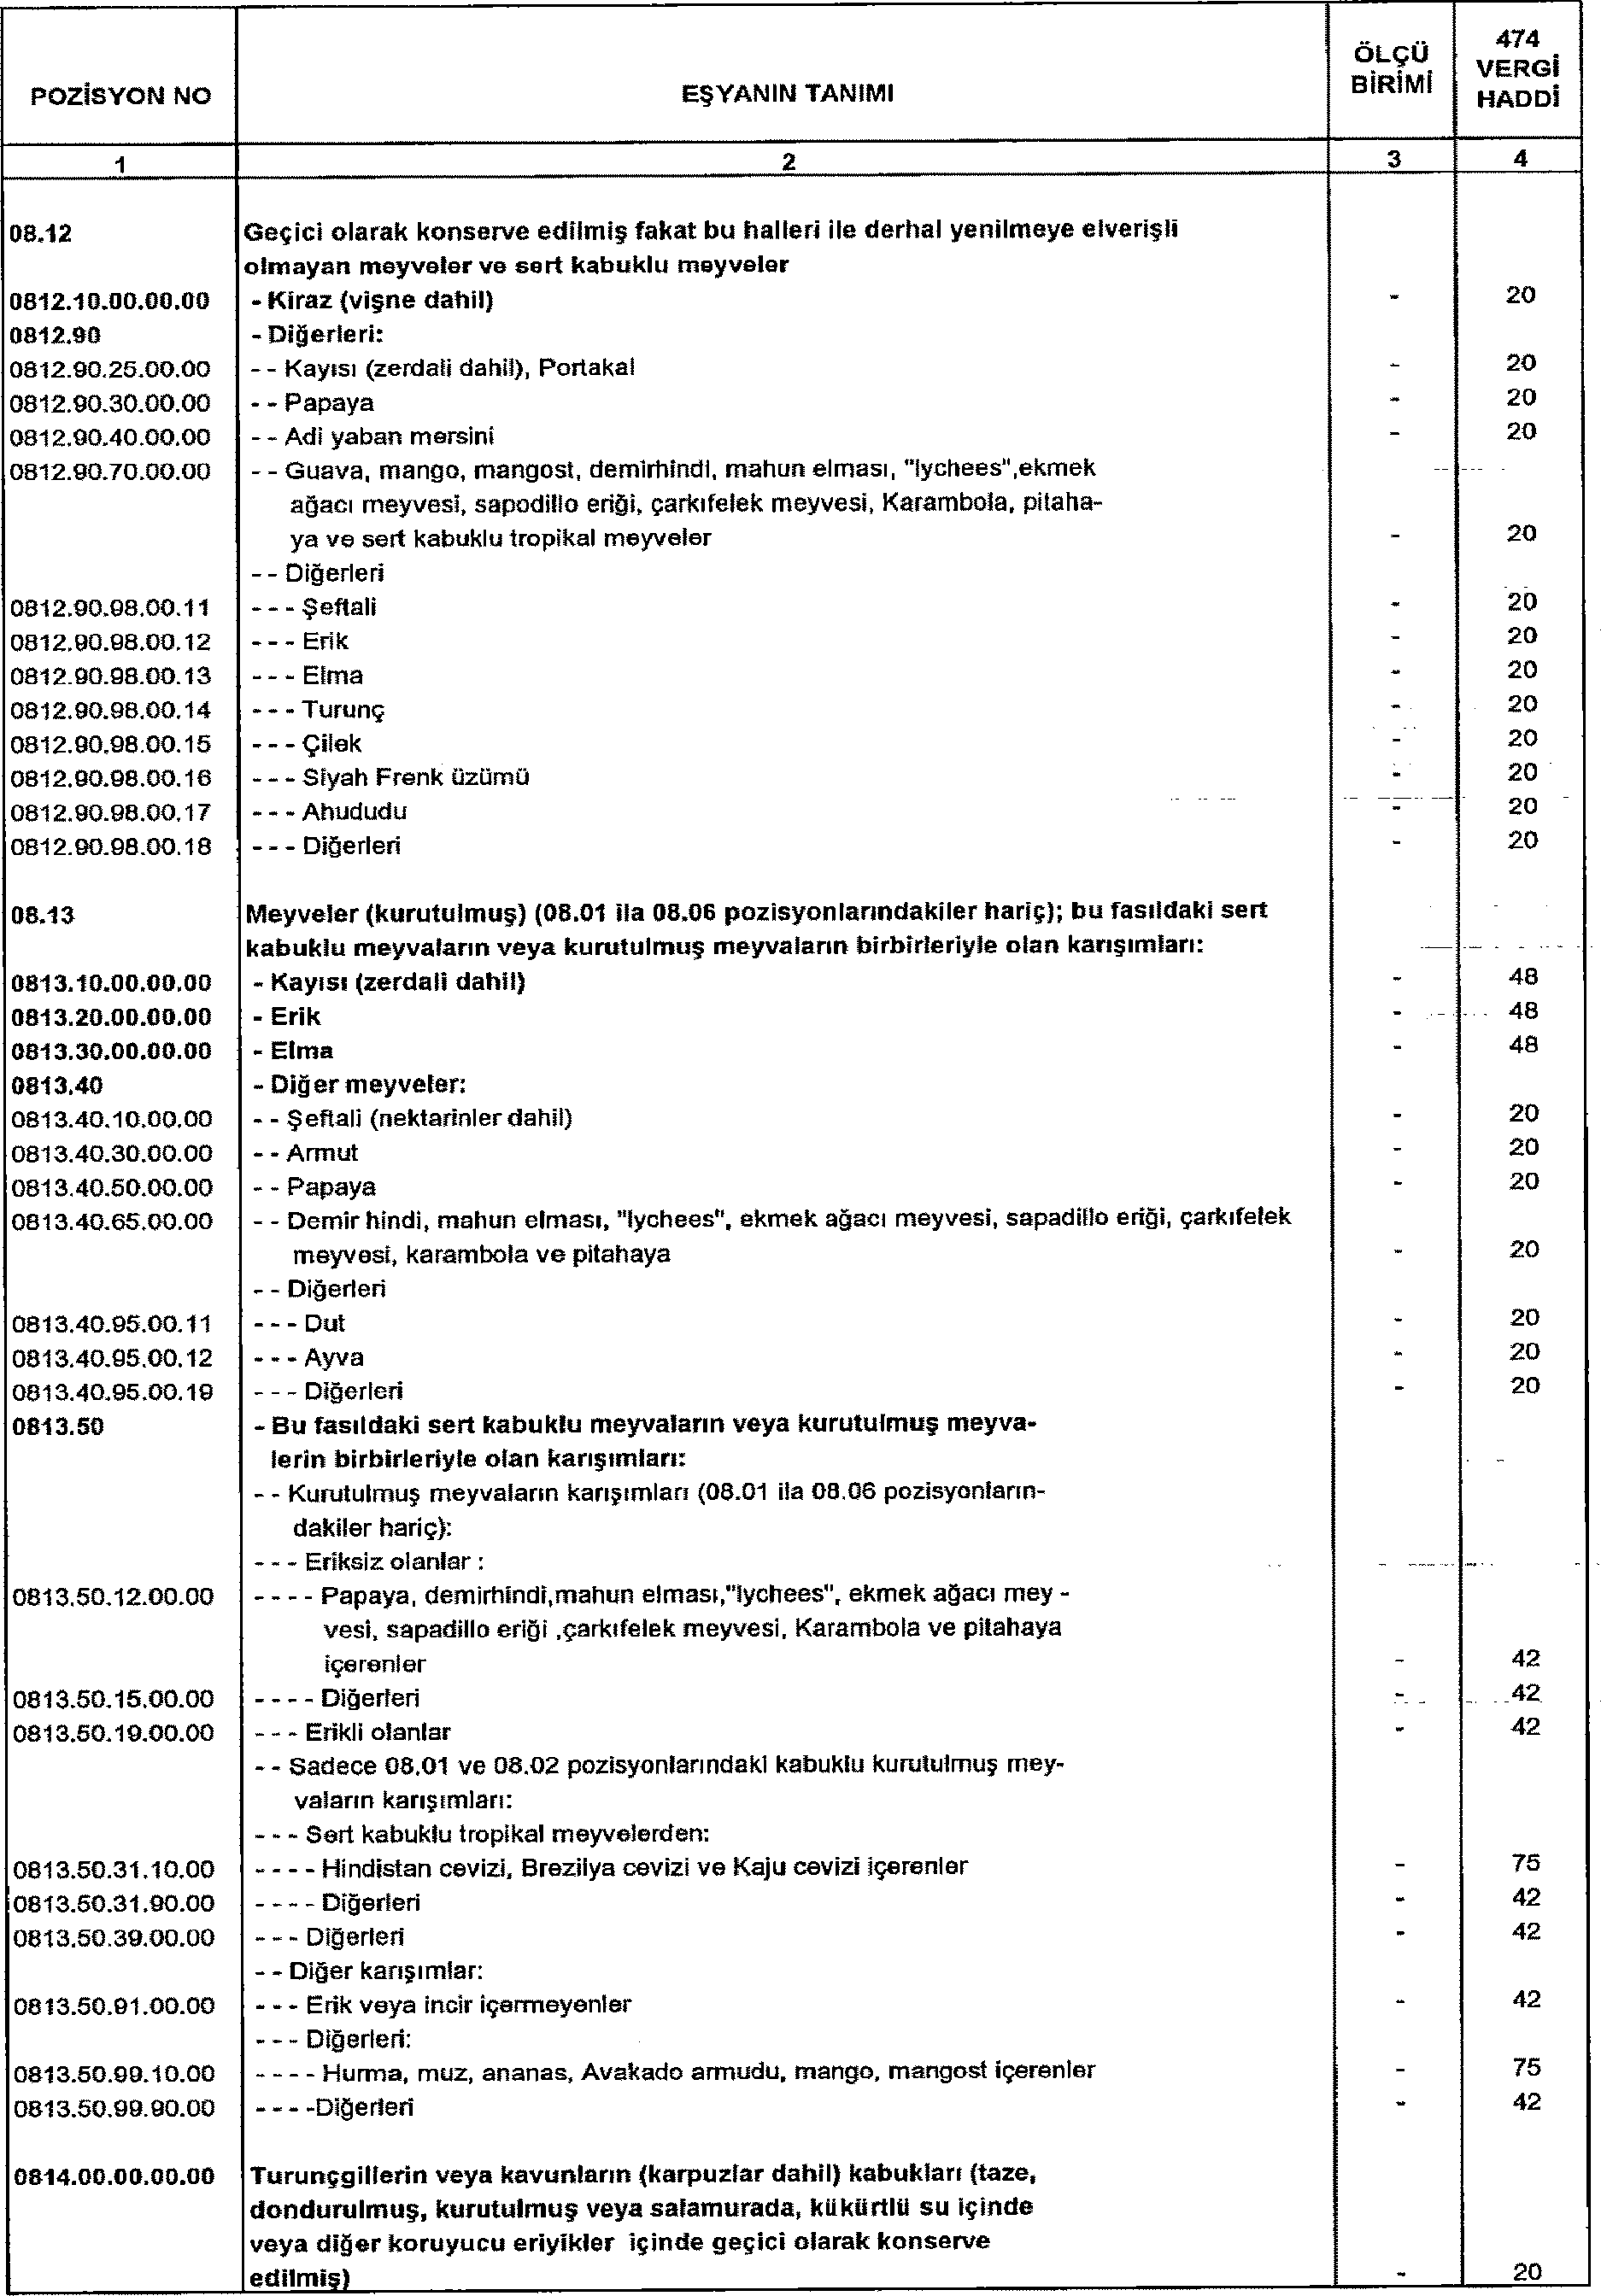 POZİSYON NO EŞYANIN TANIMI ÖLÇÜ BİRİMİ 474 VERGİ HADDİ
1 2 3 4
08.12 Geçici olarak konserve edilmiş fakat bu halleri ile derhal yenilmeye elverişli
olmayan meyveler ve sert kabuklu meyveler
0812.10.00.00.00 - Kiraz (vişne dahil) - 20
0812.90 - Diğerleri:
0812.90.25.00.00 - - Kayısı (zerdali dahil), Portakal - 20
0812.90.30.00.00 - - Papaya - 20
0812.90.40.00.00 - - Adi yaban mersini - 20
0812.90.70.00.00 - - Guava, mango, mangost, demirhindi, mahun elması, "lychees",ekmek
ağacı meyvesi, sapodillo eriği, çarkıfelek meyvesi, Karambola, pitaha-
ya ve sert kabuklu tropikal meyveler - 20
- - Diğerleri
0812.90.98.00.11 - - - Şeftali - 20
0812.90.98.00.12 - - - Erik - 20
0812.90.98.00.13 - - - Elma - 20
0812.90.98.00.14 - - - Turunç - 20
0812.90.98.00.15 - - - Çilek - 20
0812.90.98.00.16 - - - Siyah Frenk üzümü - 20
0812.90.98.00.17 - - - Ahududu - 20
0812.90.98.00.18 - - - Diğerleri - 20
08.13 Meyveler (kurutulmuş) (08.01 ila 08.06 pozisyonlarındakiler hariç); bu fasıldaki sert
kabuklu meyvaların veya kurutulmuş meyvaların birbirleriyle olan karışımları:
0813.10.00.00.00 - Kayısı (zerdali dahil) - 48
0813.20.00.00.00 - Erik - 48
0813.30.00.00.00 - Elma - 48
0813.40 - Diğer meyveler:
0813.40.10.00.00 - - Şeftali (nektarinler dahil) - 20
0813.40.30.00.00 - - Armut - 20
0813.40.50.00.00 - - Papaya - 20
0813.40.65.00.00 - - Demir hindi, mahun elması, "lychees", ekmek ağacı meyvesi, sapadillo eriği, çarkıfelek
meyvesi, karambola ve pitahaya - 20
- - Diğerleri
0813.40.95.00.11 - - - Dut - 20
0813.40.95.00.12 - - - Ayva - 20
0813.40.95.00.19 - - - Diğerleri - 20
0813.50 - Bu fasıldaki sert kabuklu meyvaların veya kurutulmuş meyva-
lerin birbirleriyle olan karışımları:
- - Kurutulmuş meyvaların karışımları (08.01 ila 08.06 pozisyonların-
dakiler hariç):
- - - Eriksiz olanlar :
0813.50.12.00.00 - - - - Papaya, demirhindi,mahun elması,"lychees", ekmek ağacı mey -
vesi, sapadillo eriği ,çarkıfelek meyvesi, Karambola ve pitahaya
içerenler - 42
0813.50.15.00.00 - - - - Diğerleri - 42
0813.50.19.00.00 - - - Erikli olanlar - 42
- - Sadece 08.01 ve 08.02 pozisyonlarındaki kabuklu kurutulmuş mey-
vaların karışımları:
- - - Sert kabuklu tropikal meyvelerden:
0813.50.31.10.00 - - - - Hindistan cevizi, Brezilya cevizi ve Kaju cevizi içerenler - 75
0813.50.31.90.00 - - - - Diğerleri - 42
0813.50.39.00.00 - - - Diğerleri - 42
- - Diğer karışımlar:
0813.50.91.00.00 - - - Erik veya incir içermeyenler - 42
- - - Diğerleri:
0813.50.99.10.00 - - - - Hurma, muz, ananas, Avakado armudu, mango, mangost içerenler - 75
0813.50.99.90.00 - - - -Diğerleri - 42
0814.00.00.00.00 Turunçgillerin veya kavunların (karpuzlar dahil) kabukları (taze,
dondurulmuş, kurutulmuş veya salamurada, kükürtlü su içinde
veya diğer koruyucu eriyikler içinde geçici olarak konserve
edilmiş) - 20